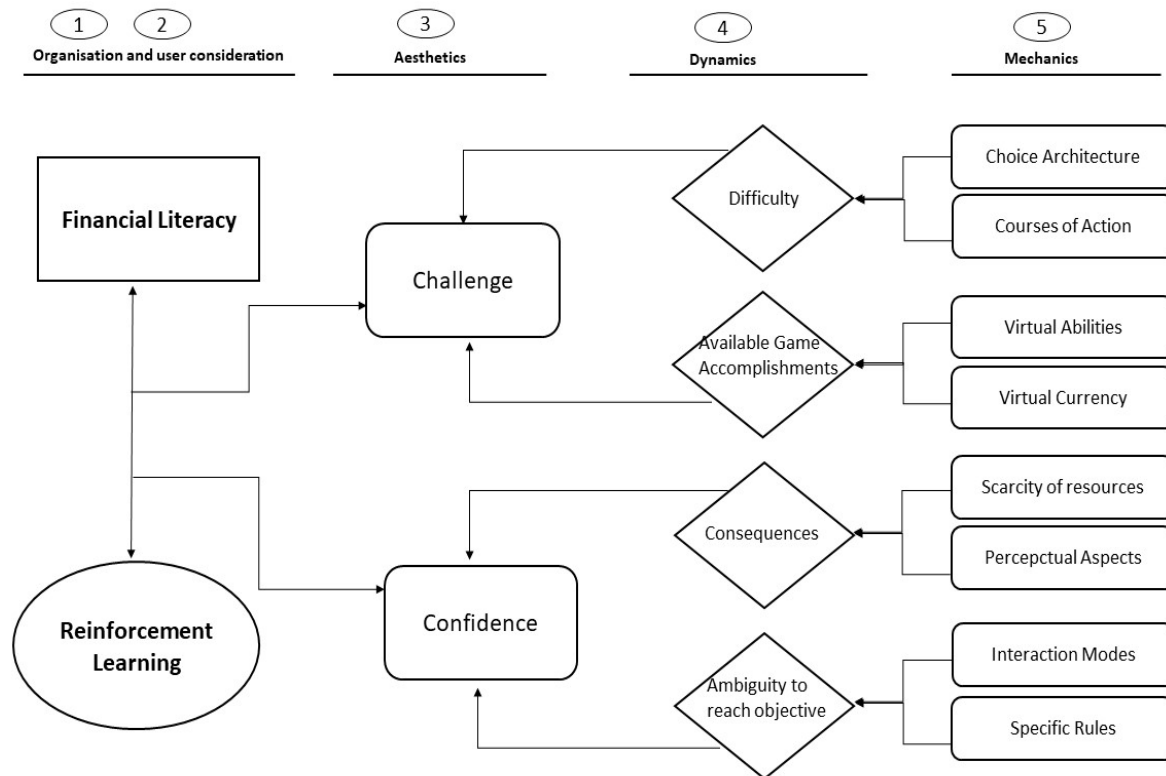 1
2
3
4
5
Organisation and user consideration
Aesthetics
Dynamics
Mechanics
Financial Literacy
Reinforcement
Learning
Challenge
Confidence
Difficulty
Available Game
Accomplishments
Consequences
Ambiguity to
reach objective
Choice Architecture
Courses of Action
Virtual Abilities
Virtual Currency
Scarcity of resources
Percepctual Aspects
Interaction Modes
Specific Rules